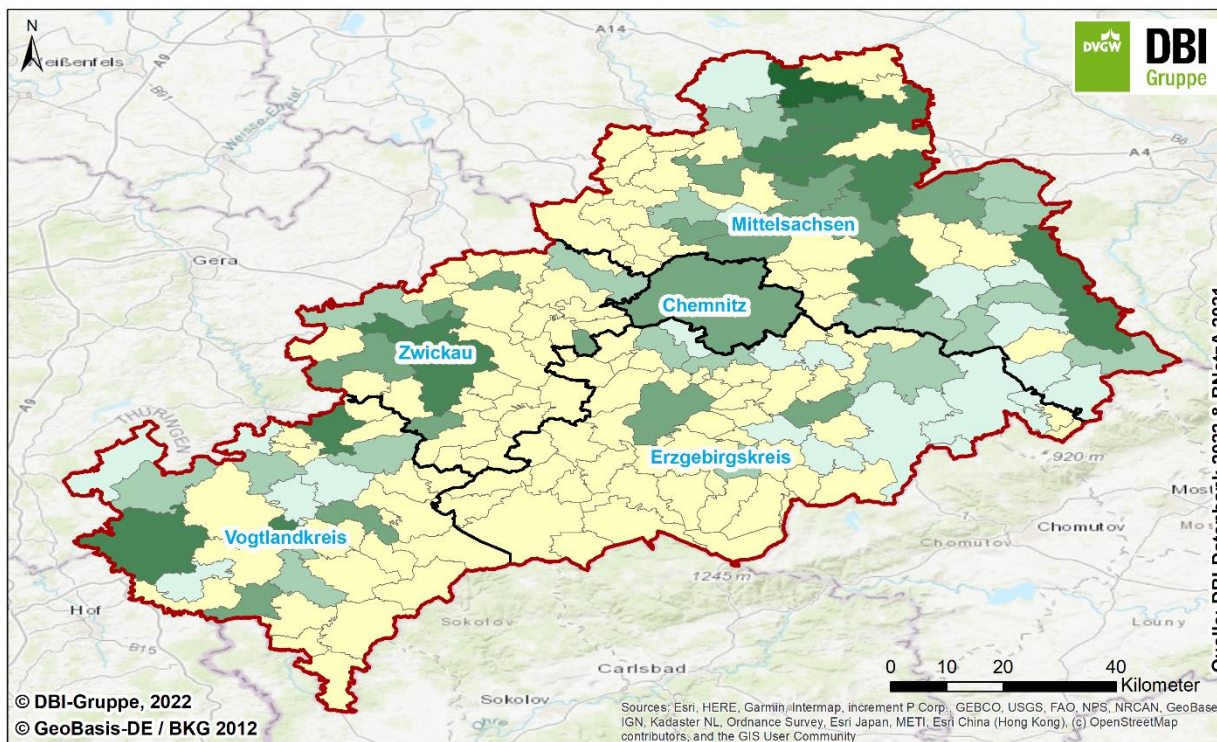 N
A14
DVGW
DBI
Gruppe
eißenfels
A9
B91
Weisse-Elster
B6
A4
Mittelsachsen
Gera
Chemnitz
Zwickau
A9
THÜRINGEN
Erzgebirgskreis
920 m
Most
Vogtlandkreis
Chomutov
Chomutov
1245 m
Hof
Sokolov
Louny
B15
Carlsbad
Sokolov
0 10 20 40
Kilometer
© DBI-Gruppe, 2022
© GeoBasis-DE / BKG 2012
Sources: Esri, HERE, Garmin, Intermap, increment P Corp., GEBCO, USGS, FAO, NPS, NRCAN, GeoBase,
IGN, Kadaster NL, Ordnance Survey, Esri Japan, METI, Esri China (Hong Kong), (c) OpenStreetMap
contributors, and the GIS User Community